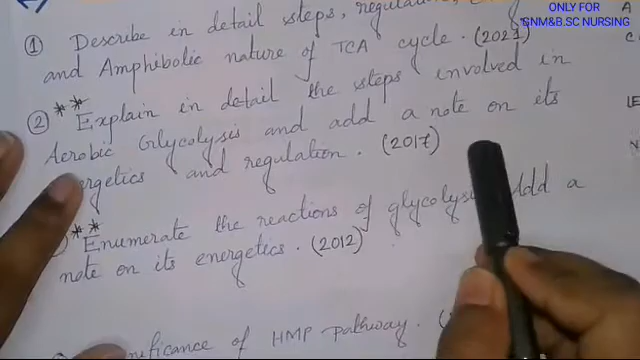 ONLY FOR
GNM&B.SC NURSING
① Describe in detail steps,
and Amphibolic nature of TCA cycle. (2021)
② ** Explain in detail the steps involved in
Aerobic Glycolysis and add a note on its
and regulation. (2017)
** Enumerate the reactions of glycolysis Add a
note on its energetics. (2012)
of HMP pathway.